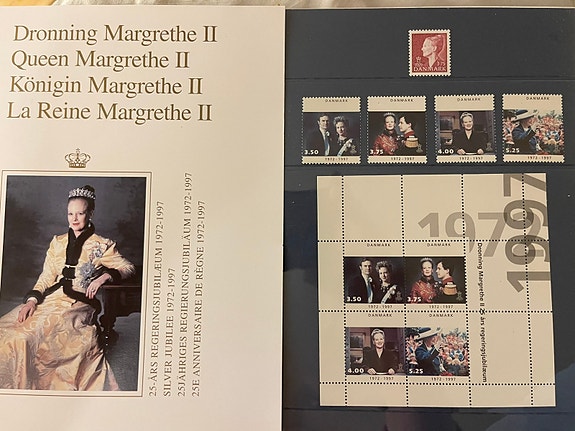 Dronning Margrethe II
Queen Margrethe II
Königin Margrethe II
La Reine Margrethe II
25-ÅRS REGERINGSJUBILÆUM 1972-1997
SILVER JUBILEE 1972-1997
25JÄHRIGES REGIERUNGSJUBILÄUM 1972-1997
25E ANNIVERSAIRE DE RÈGNE 1972-1997
3.75
DANMARK
DANMARK
3.50
1972-1997
DANMARK
3.75
1972-1997
DANMARK
4.00
1972-1997
DANMARK
5.25
1972-1997
1972
1997
Dronning Margrethe II 25 års regeringsjubilæum
DANMARK
3.50
1972-1997
DANMARK
3.75
1972-1997
DANMARK
4.00
1972-1997
DANMARK
5.25
1972-1997